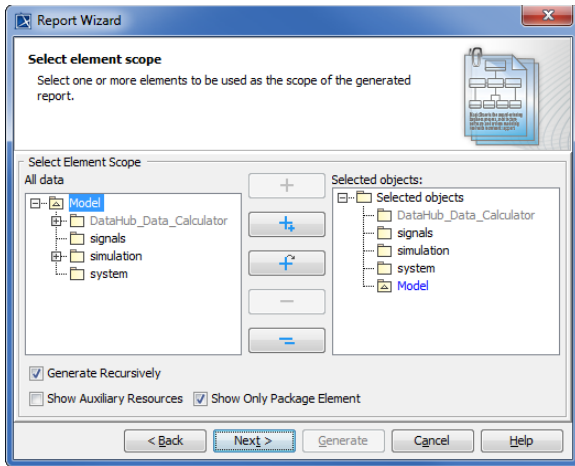 Report Wizard
Select element scope
Select one or more elements to be used as the scope of the generated
report.
Select Element Scope
All data
Model
DataHub_Data_Calculator
signals
simulation
system
Selected objects:
Selected objects
DataHub_Data_Calculator
signals
simulation
system
Model
Generate Recursively
Show Auxiliary Resources
Show Only Package Element
< Back
Next >
Generate
Cancel
Help